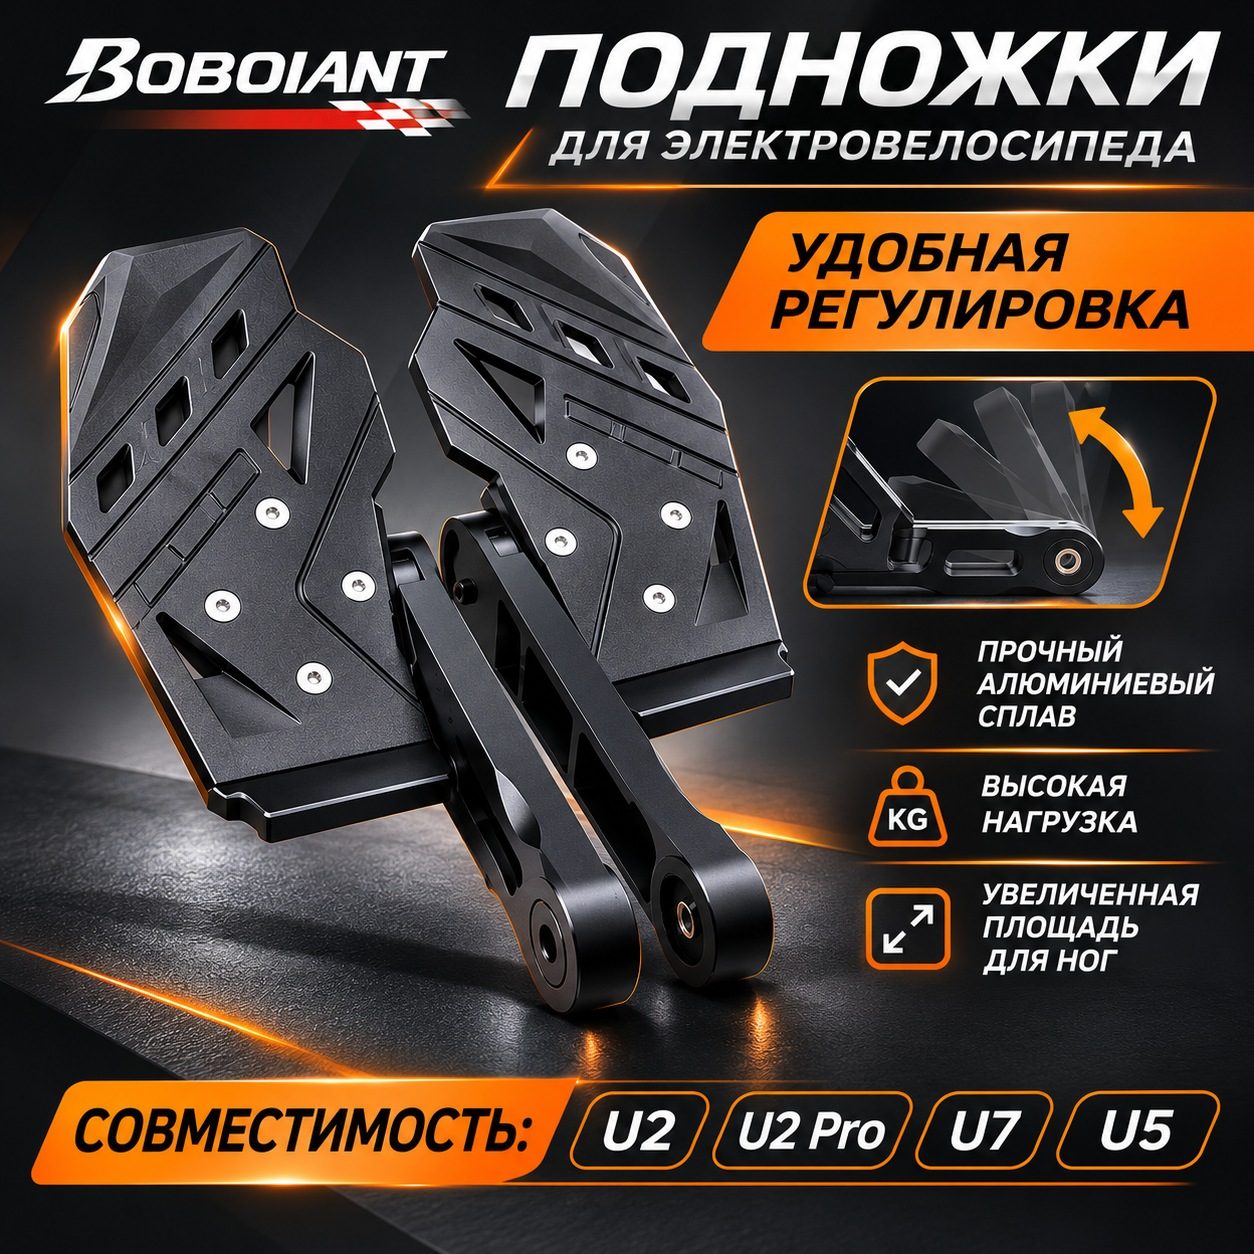 BOBOIANT
ПОДНОЖКИ
ДЛЯ ЭЛЕКТРОВЕЛОСИПЕДА
УДОБНАЯ
РЕГУЛИРОВКА
ПРОЧНЫЙ
АЛЮМИНИЕВЫЙ
СПЛАВ
KG
ВЫСОКАЯ
НАГРУЗКА
УВЕЛИЧЕННАЯ
ПЛОЩАДЬ
ДЛЯ НОГ
СОВМЕСТИМОСТЬ:
U2
U2 Pro
U7
U5